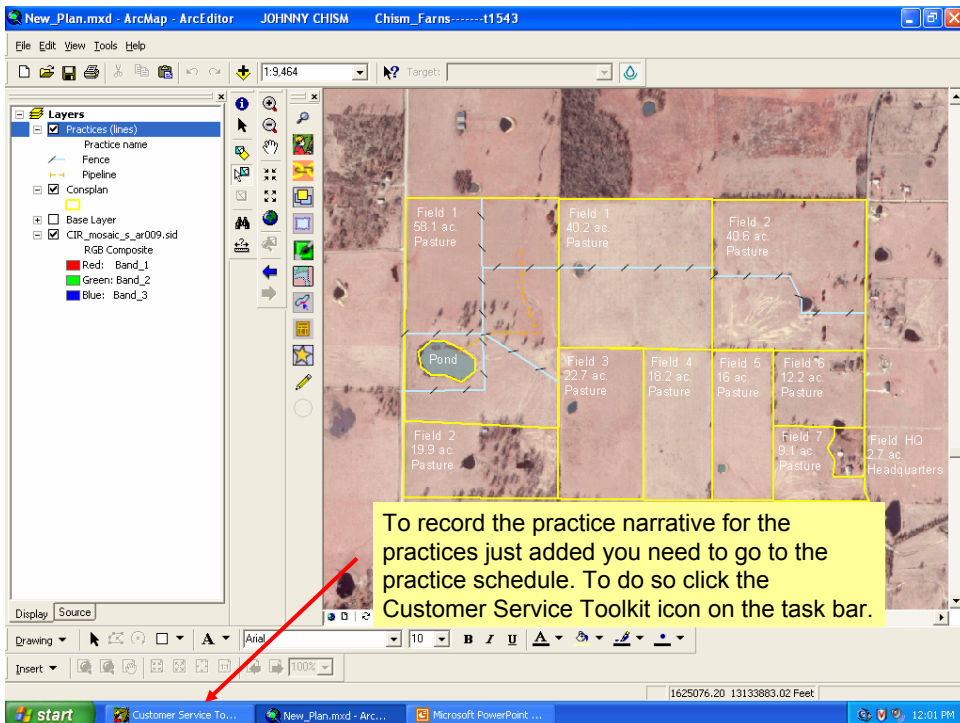 New_Plan.mxd - ArcMap - ArcEditor JOHNNY CHISM Chism_Farns-------t1543
File Edit View Tools Help
1:9,464
Target:
Layers
Practices (lines)
Practice name
Fence
Pipeline
Consplan
Base Layer
CIR_mosaic_s_ar009.sid
RGB Composite
Red: Band_1
Green: Band_2
Blue: Band_3
Field 1
58.1 ac.
Pasture
Field 1
40.2 ac.
Pasture
Field 2
40.6 ac.
Pasture
Pond
Field 3
22.7 ac.
Pasture
Field 4
18.2 ac.
Pasture
Field 5
16 ac.
Pasture
Field 6
12.2 ac.
Pasture
Field 2
19.9 ac.
Pasture
Field 7
9.1 ac.
Pasture
Field HQ
2.7 ac.
Headquarters
To record the practice narrative for the
practices just added you need to go to the
practice schedule. To do so click the
Customer Service Toolkit icon on the task bar.
Display Source
Drawing A Arial 10 B I U A
Insert 100%
1625076.20 13133883.02 Feet
start Customer Service To... New_Plan.mxd - Arc... Microsoft PowerPoint ... 12:01 PM